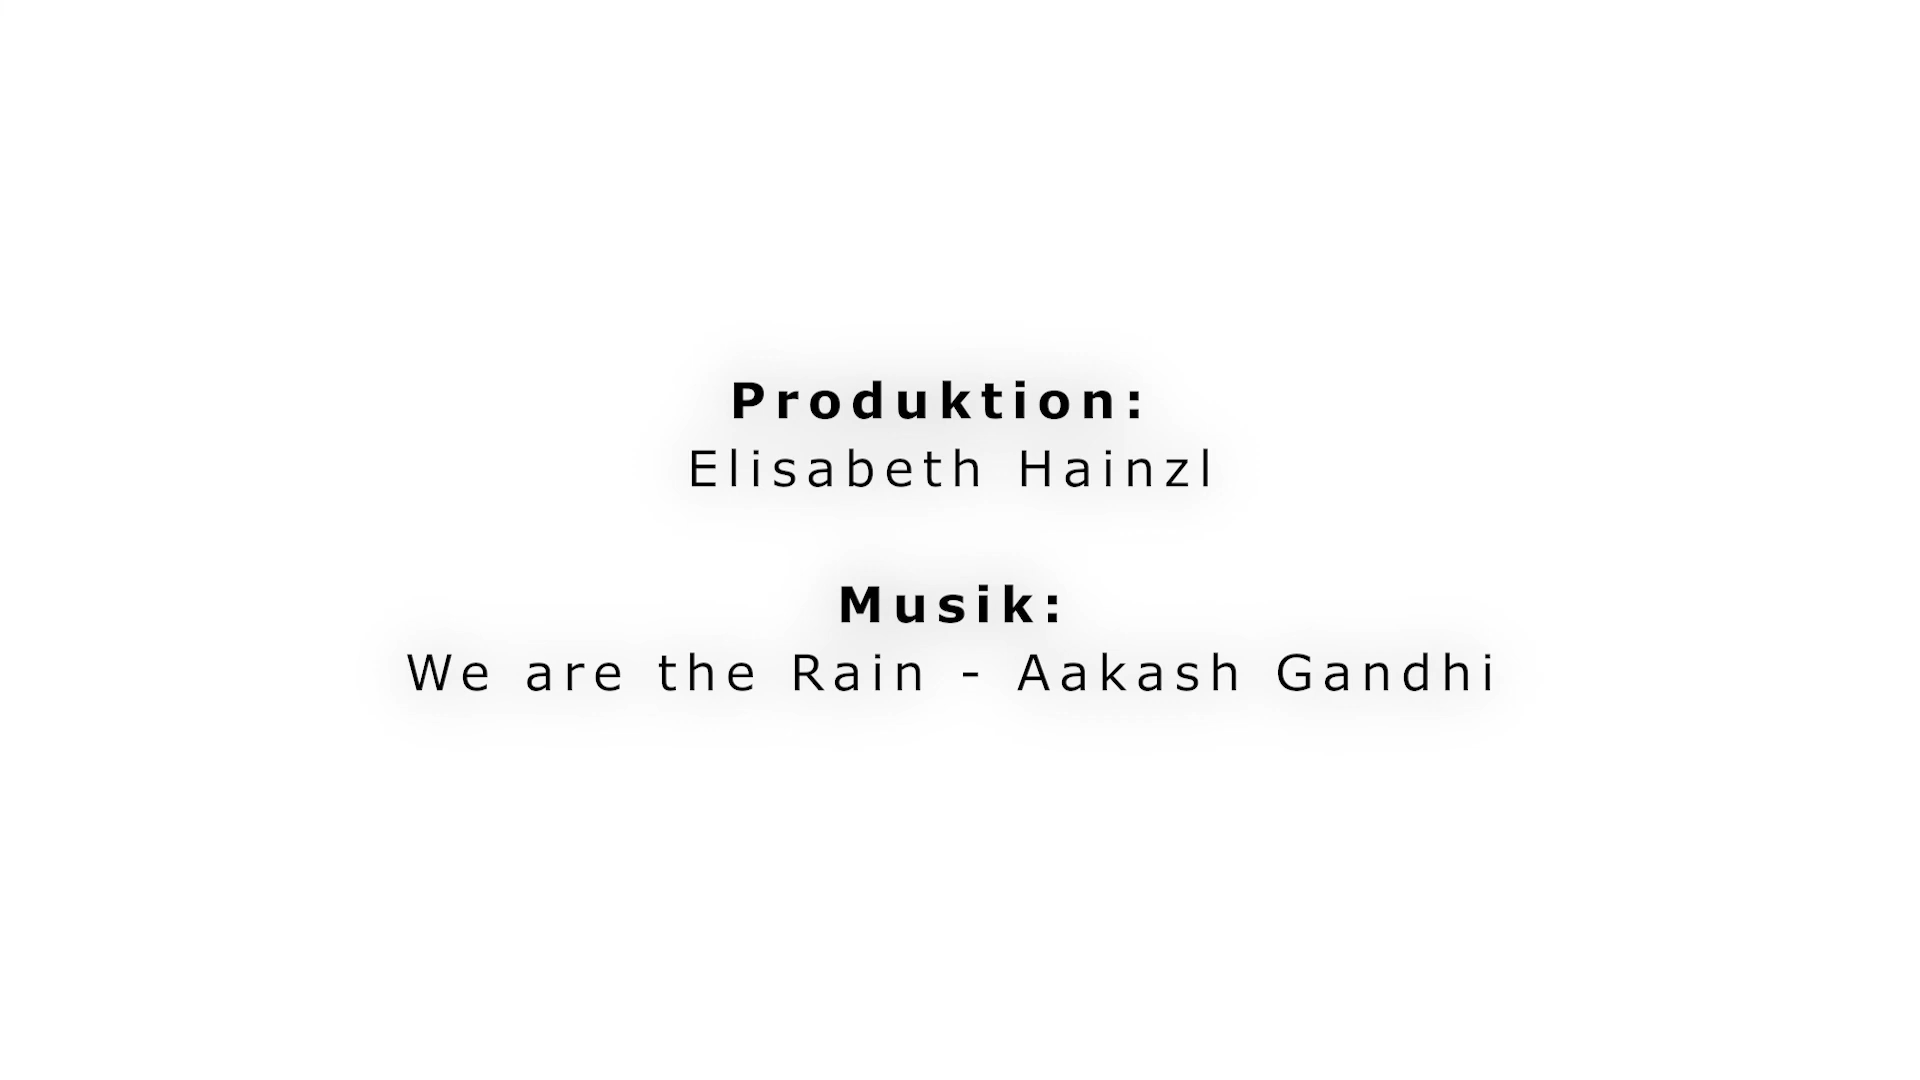 Produktion:
Elisabeth Hainzl
Musik:
We are the Rain - Aakash Gandhi